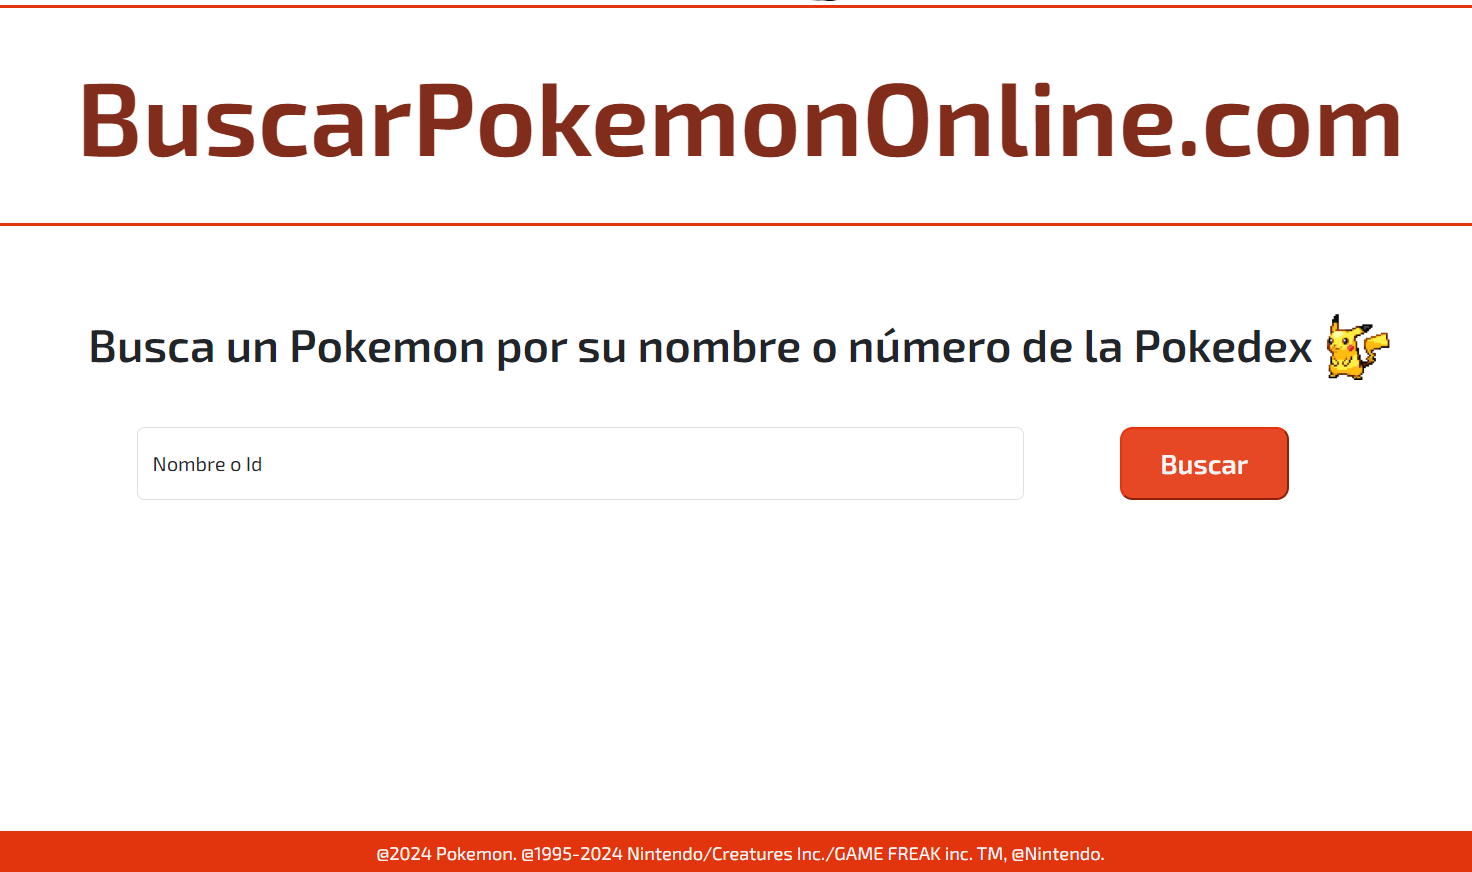 BuscarPokemonOnline.com
Busca un Pokemon por su nombre o número de la Pokedex
Nombre o Id
Buscar
@2024 Pokemon. @1995-2024 Nintendo/Creatures Inc./GAME FREAK inc. TM, @Nintendo.